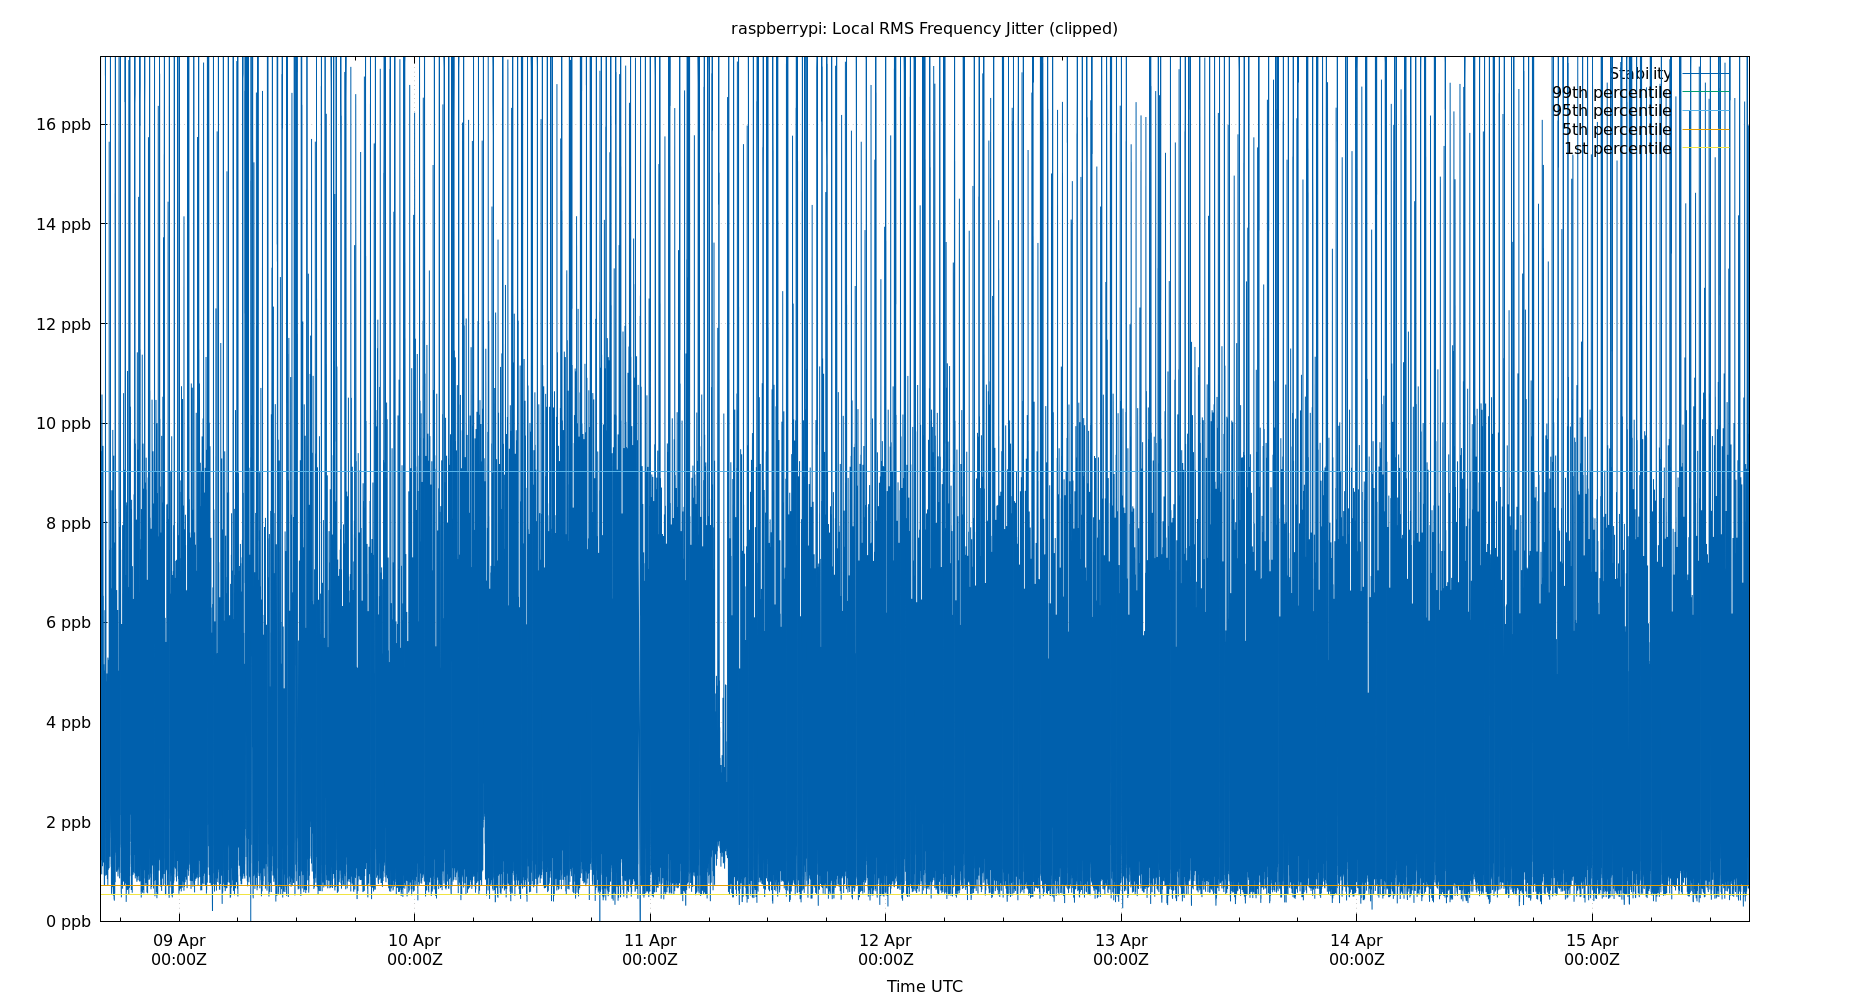 raspberrypi: Local RMS Frequency Jitter (clipped)
Stability
99th percentile
95th percentile
5th percentile
1st percentile
16 ppb
14 ppb
12 ppb
10 ppb
8 ppb
6 ppb
4 ppb
2 ppb
0 ppb
09 Apr 10 Apr 11 Apr 12 Apr 13 Apr 14 Apr 15 Apr
00:00Z 00:00Z 00:00Z 00:00Z 00:00Z 00:00Z 00:00Z
Time UTC